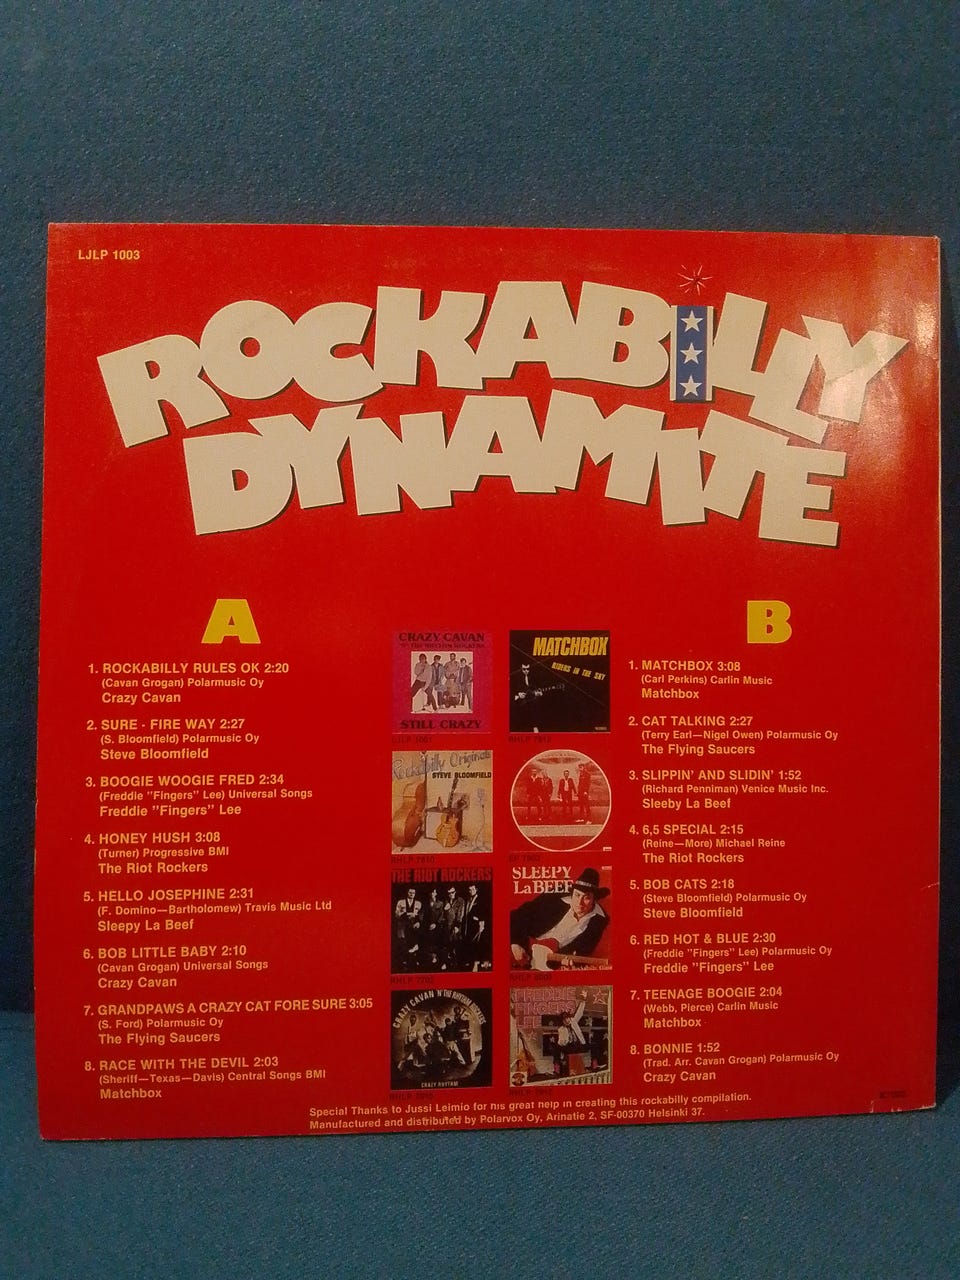 LJLP 1003
ROCKABILLY
DYNAMITE
A
1. ROCKABILLY RULES OK 2:20
(Cavan Grogan) Polarmusic Oy
Crazy Cavan
2. SURE - FIRE WAY 2:27
(S. Bloomfield) Polarmusic Oy
Steve Bloomfield
3. BOOGIE WOOGIE FRED 2:34
(Freddie "Fingers" Lee) Universal Songs
Freddie "Fingers" Lee
4. HONEY HUSH 3:08
(Turner) Progressive BMI
The Riot Rockers
5. HELLO JOSEPHINE 2:31
(F. Domino—Bartholomew) Travis Music Ltd
Sleepy La Beef
6. BOB LITTLE BABY 2:10
(Cavan Grogan) Universal Songs
Crazy Cavan
7. GRANDPAWS A CRAZY CAT FORE SURE 3:05
(S. Ford) Polarmusic Oy
The Flying Saucers
8. RACE WITH THE DEVIL 2:03
(Sheriff—Texas—Davis) Central Songs BMI
Matchbox
CRAZY CAVAN
STILL CRAZY
LJLP 1001
MATCHBOX
RIDERS IN THE SKY
Rockabilly Originals
STEVE BLOOMFIELD
THE RIOT ROCKERS
SLEEPY
LaBEEF
CRAZY CAVAN 'N' THE RHYTHM ROCKERS
CRAZY RHYTHM
FREDDIE
FINGERS
LEE
B
1. MATCHBOX 3:08
(Carl Perkins) Carlin Music
Matchbox
2. CAT TALKING 2:27
(Terry Earl—Nigel Owen) Polarmusic Oy
The Flying Saucers
3. SLIPPIN' AND SLIDIN' 1:52
(Richard Penniman) Venice Music Inc.
Sleeby La Beef
4. 6,5 SPECIAL 2:15
(Reine—More) Michael Reine
The Riot Rockers
5. BOB CATS 2:18
(Steve Bloomfield) Polarmusic Oy
Steve Bloomfield
6. RED HOT & BLUE 2:30
(Freddie "Fingers" Lee) Polarmusic Oy
Freddie "Fingers" Lee
7. TEENAGE BOOGIE 2:04
(Webb, Pierce) Carlin Music
Matchbox
8. BONNIE 1:52
(Trad. Arr. Cavan Grogan) Polarmusic Oy
Crazy Cavan
Special Thanks to Jussi Leimio for his great help in creating this rockabilly compilation.
Manufactured and distributed by Polarvox Oy, Arinatie 2, SF-00370 Helsinki 37.